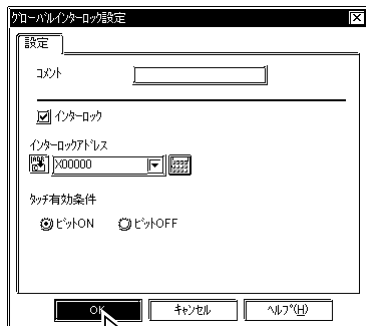 ｸﾞﾛｰﾊﾞﾙｲﾝﾀｰﾛｯｸ設定
設定
ｺﾒﾝﾄ
ｲﾝﾀｰﾛｯｸ
ｲﾝﾀｰﾛｯｸｱﾄﾞﾚｽ
X00000
ﾀｯﾁ有効条件
ﾋﾞｯﾄON ﾋﾞｯﾄOFF
OK ｷｬﾝｾﾙ ﾍﾙﾌﾟ(H)